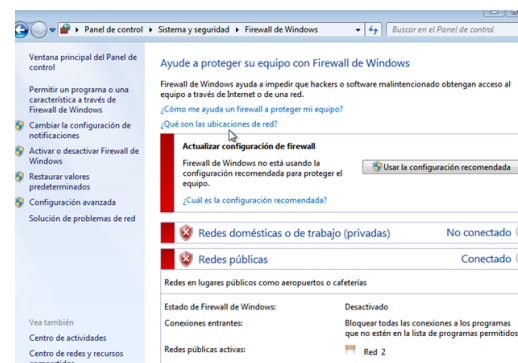 Panel de control ▸ Sistema y seguridad ▸ Firewall de Windows
Buscar en el Panel de control
Ventana principal del Panel de
control
Permitir un programa o una
característica a través de
Firewall de Windows
Cambiar la configuración de
notificaciones
Activar o desactivar Firewall de
Windows
Restaurar valores
predeterminados
Configuración avanzada
Solución de problemas de red
Vea también
Centro de actividades
Centro de redes y recursos
Ayude a proteger su equipo con Firewall de Windows
Firewall de Windows ayuda a impedir que hackers o software malintencionado obtengan acceso al
equipo a través de Internet o de una red.
¿Cómo me ayuda un firewall a proteger mi equipo?
¿Qué son las ubicaciones de red?
Actualizar configuración de firewall
Firewall de Windows no está usando la
configuración recomendada para proteger el
equipo.
Usar la configuración recomendada
¿Cuál es la configuración recomendada?
Redes domésticas o de trabajo (privadas) No conectado
Redes públicas Conectado
Redes en lugares públicos como aeropuertos o cafeterías
Estado de Firewall de Windows: Desactivado
Conexiones entrantes: Bloquear todas las conexiones a los programas
que no estén en la lista de programas permitidos
Redes públicas activas: Red 2